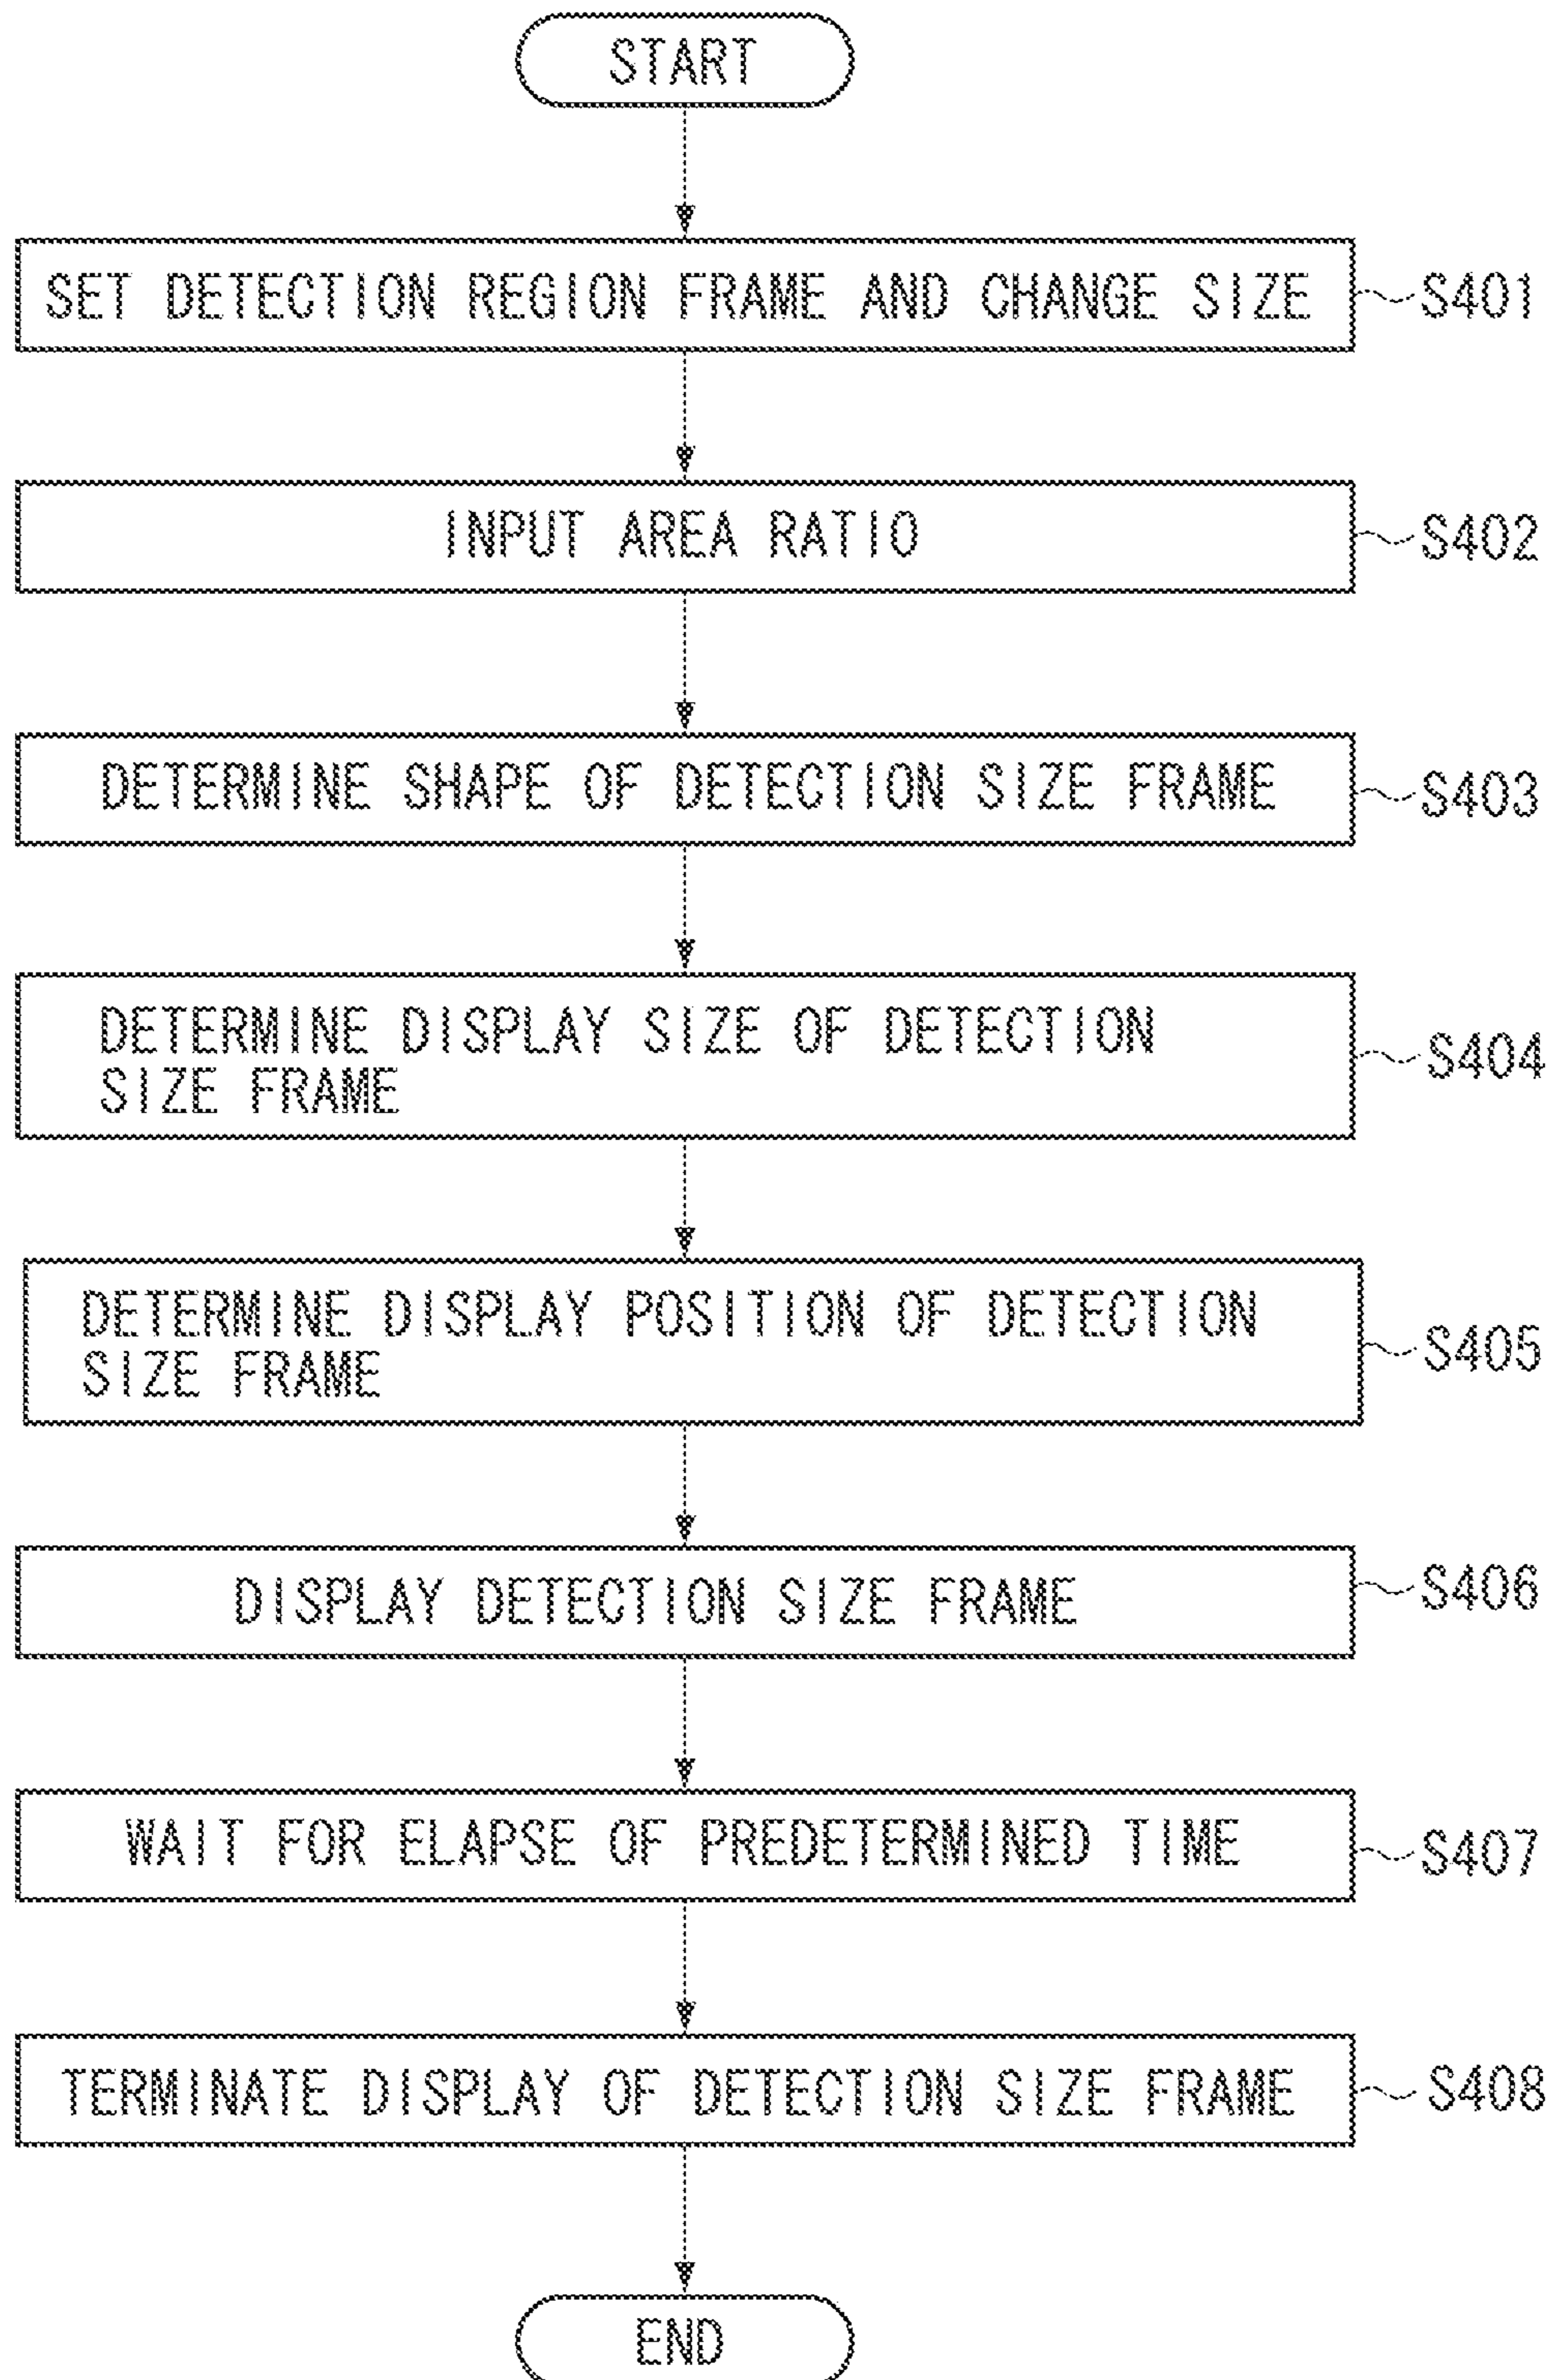 START
SET DETECTION REGION FRAME AND CHANGE SIZE
S401
INPUT AREA RATIO
S402
DETERMINE SHAPE OF DETECTION SIZE FRAME
S403
DETERMINE DISPLAY SIZE OF DETECTION
SIZE FRAME
S404
DETERMINE DISPLAY POSITION OF DETECTION
SIZE FRAME
S405
DISPLAY DETECTION SIZE FRAME
S406
WAIT FOR ELAPSE OF PREDETERMINED TIME
S407
TERMINATE DISPLAY OF DETECTION SIZE FRAME
S408
END